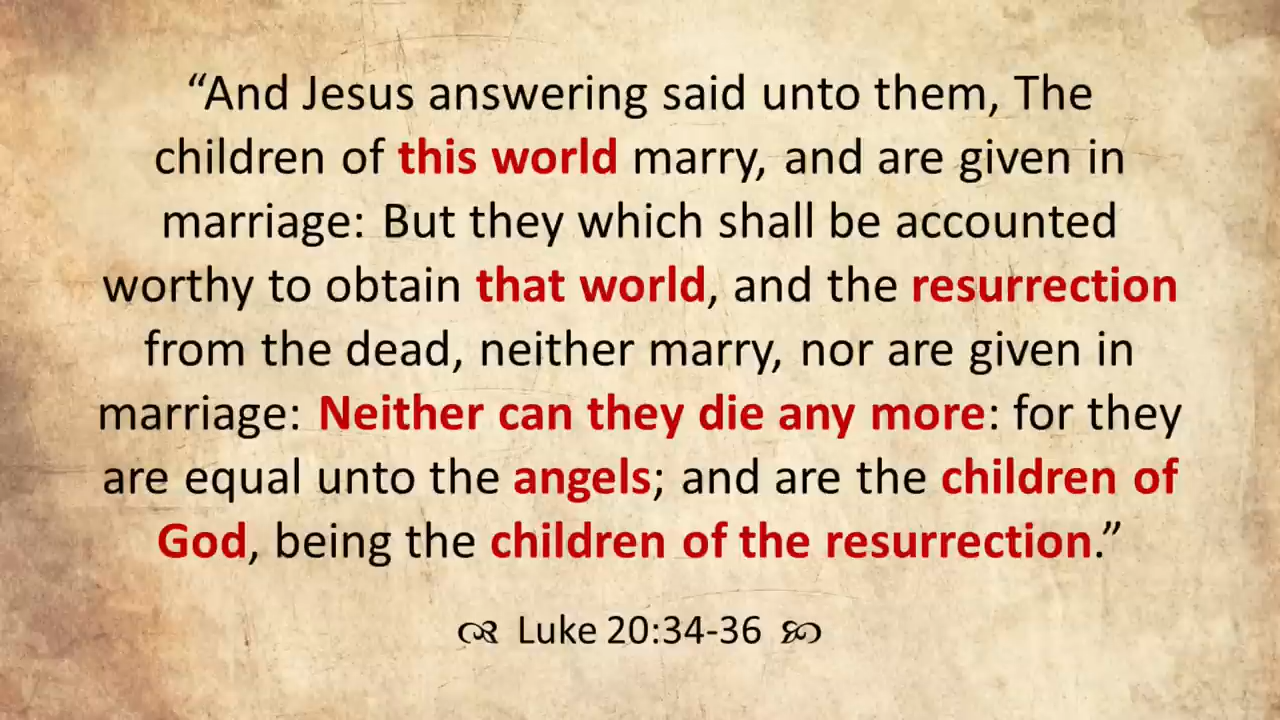 “And Jesus answering said unto them, The
children of this world marry, and are given in
marriage: But they which shall be accounted
worthy to obtain that world, and the resurrection
from the dead, neither marry, nor are given in
marriage: Neither can they die any more: for they
are equal unto the angels; and are the children of
God, being the children of the resurrection.”
Luke 20:34-36